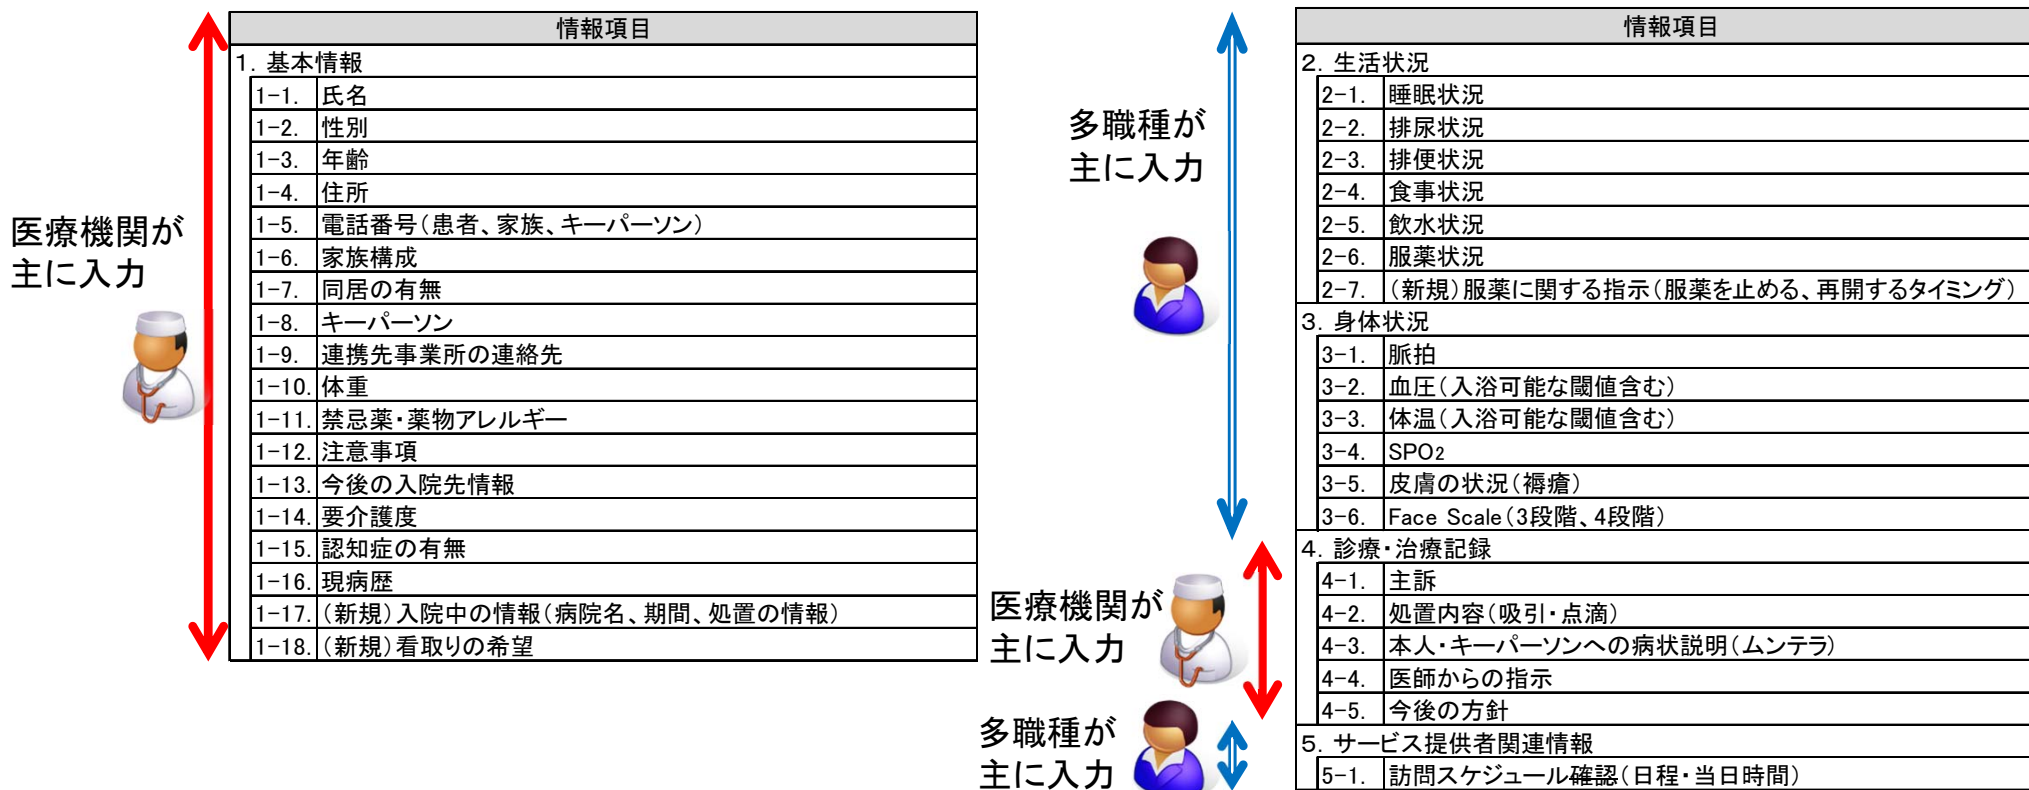 医療機関が
主に入力
情報項目
1. 基本情報
1-1. 氏名
1-2. 性別
1-3. 年齢
1-4. 住所
1-5. 電話番号(患者、家族、キーパーソン)
1-6. 家族構成
1-7. 同居の有無
1-8. キーパーソン
1-9. 連携先事業所の連絡先
1-10. 体重
1-11. 禁忌薬・薬物アレルギー
1-12. 注意事項
1-13. 今後の入院先情報
1-14. 要介護度
1-15. 認知症の有無
1-16. 現病歴
1-17. (新規)入院中の情報(病院名、期間、処置の情報)
1-18. (新規)看取りの希望
多職種が
主に入力
医療機関が
主に入力
多職種が
主に入力
情報項目
2. 生活状況
2-1. 睡眠状況
2-2. 排尿状況
2-3. 排便状況
2-4. 食事状況
2-5. 飲水状況
2-6. 服薬状況
2-7. (新規)服薬に関する指示(服薬を止める、再開するタイミング)
3. 身体状況
3-1. 脈拍
3-2. 血圧(入浴可能な閾値含む)
3-3. 体温(入浴可能な閾値含む)
3-4. SPO2
3-5. 皮膚の状況(褥瘡)
3-6. Face Scale(3段階、4段階)
4. 診療・治療記録
4-1. 主訴
4-2. 処置内容(吸引・点滴)
4-3. 本人・キーパーソンへの病状説明(ムンテラ)
4-4. 医師からの指示
4-5. 今後の方針
5. サービス提供者関連情報
5-1. 訪問スケジュール確認(日程・当日時間)